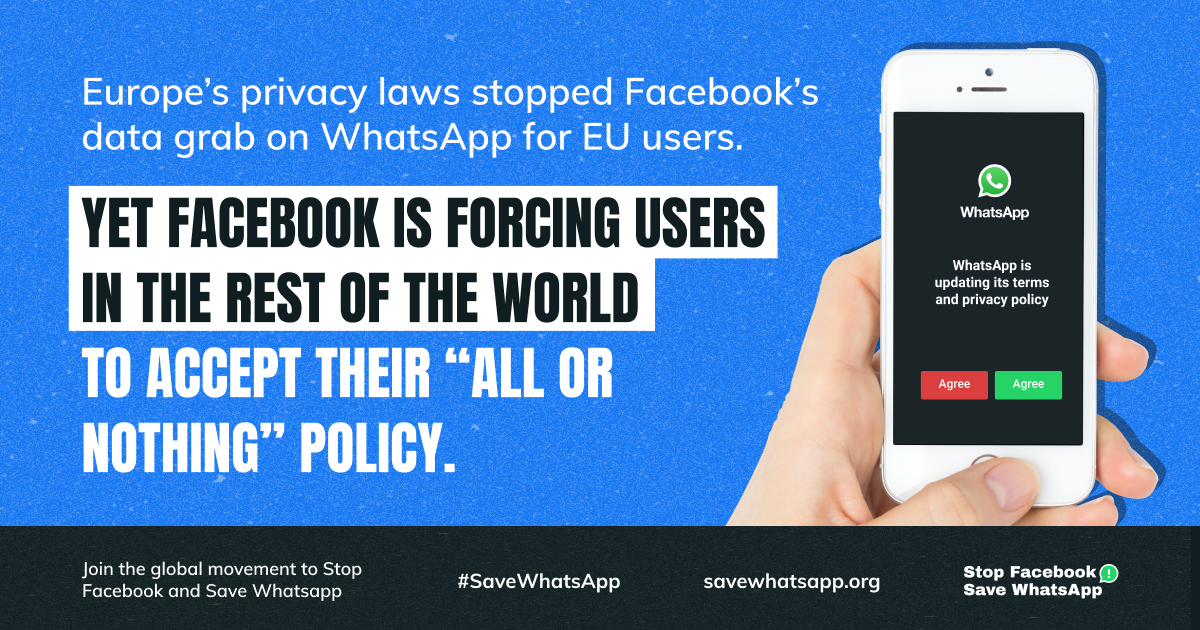 Europe’s privacy laws stopped Facebook’s
data grab on WhatsApp for EU users.
YET FACEBOOK IS FORCING USERS
IN THE REST OF THE WORLD
TO ACCEPT THEIR “ALL OR
NOTHING” POLICY.
WhatsApp
WhatsApp is
updating its terms
and privacy policy
Agree Agree
Join the global movement to Stop
Facebook and Save Whatsapp
#SaveWhatsApp
savewhatsapp.org
Stop Facebook !
Save WhatsApp